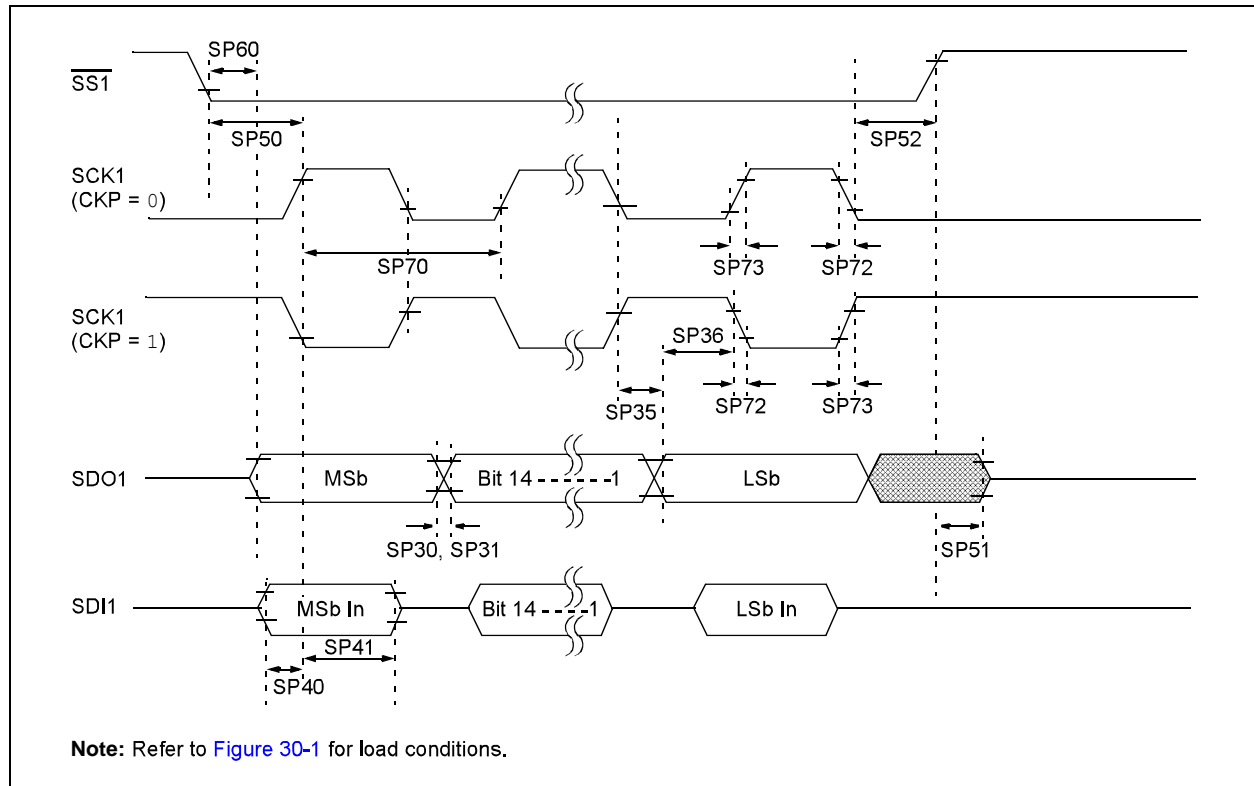 SP60
SS1
SP50
SP52
SCK1
(CKP = 0)
SP70
SP73
SP72
SCK1
(CKP = 1)
SP36
SP35
SP72
SP73
SDO1
MSb
Bit 14 - - - - - -1
LSb
SP30, SP31
SP51
SDI1
MSb In
Bit 14 - - - -1
LSb In
SP41
SP40
Note: Refer to Figure 30-1 for load conditions.